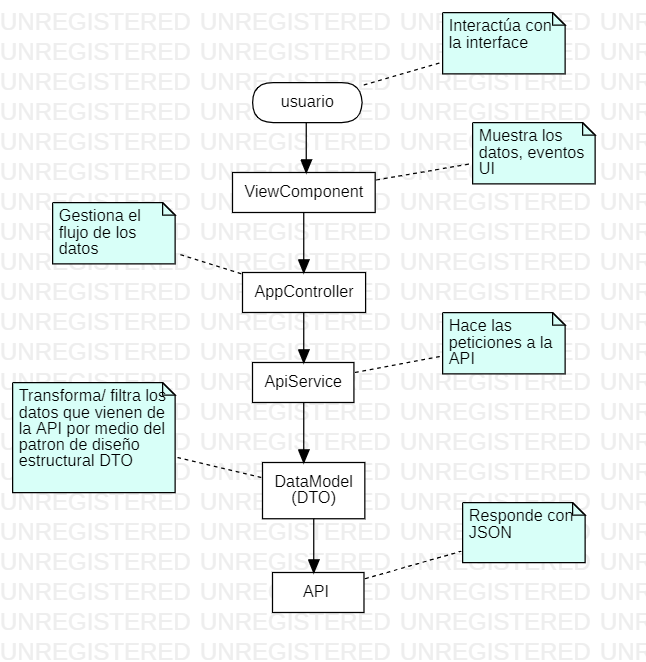 Interactúa con
la interface
usuario
Muestra los
datos, eventos
UI
ViewComponent
Gestiona el
flujo de los
datos
AppController
Hace las
peticiones a la
API
ApiService
Transforma/ filtra los
datos que vienen de
la API por medio del
patron de diseño
estructural DTO
DataModel
(DTO)
Responde con
JSON
API
UNREGISTERED